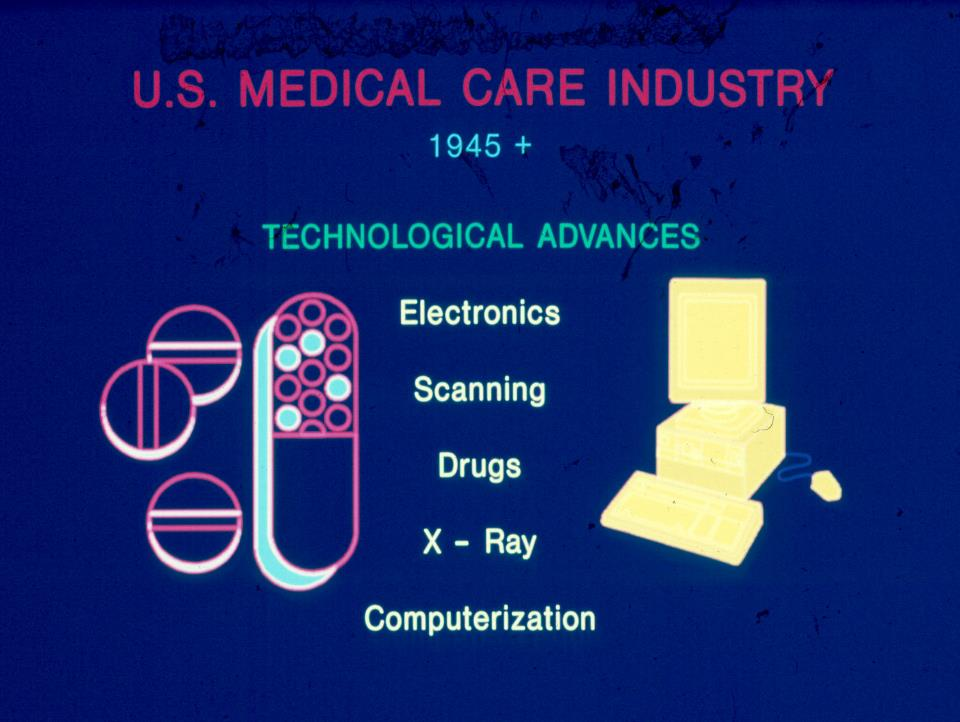 U.S. MEDICAL CARE INDUSTRY
1945 +
TECHNOLOGICAL ADVANCES
Electronics
Scanning
Drugs
X - Ray
Computerization